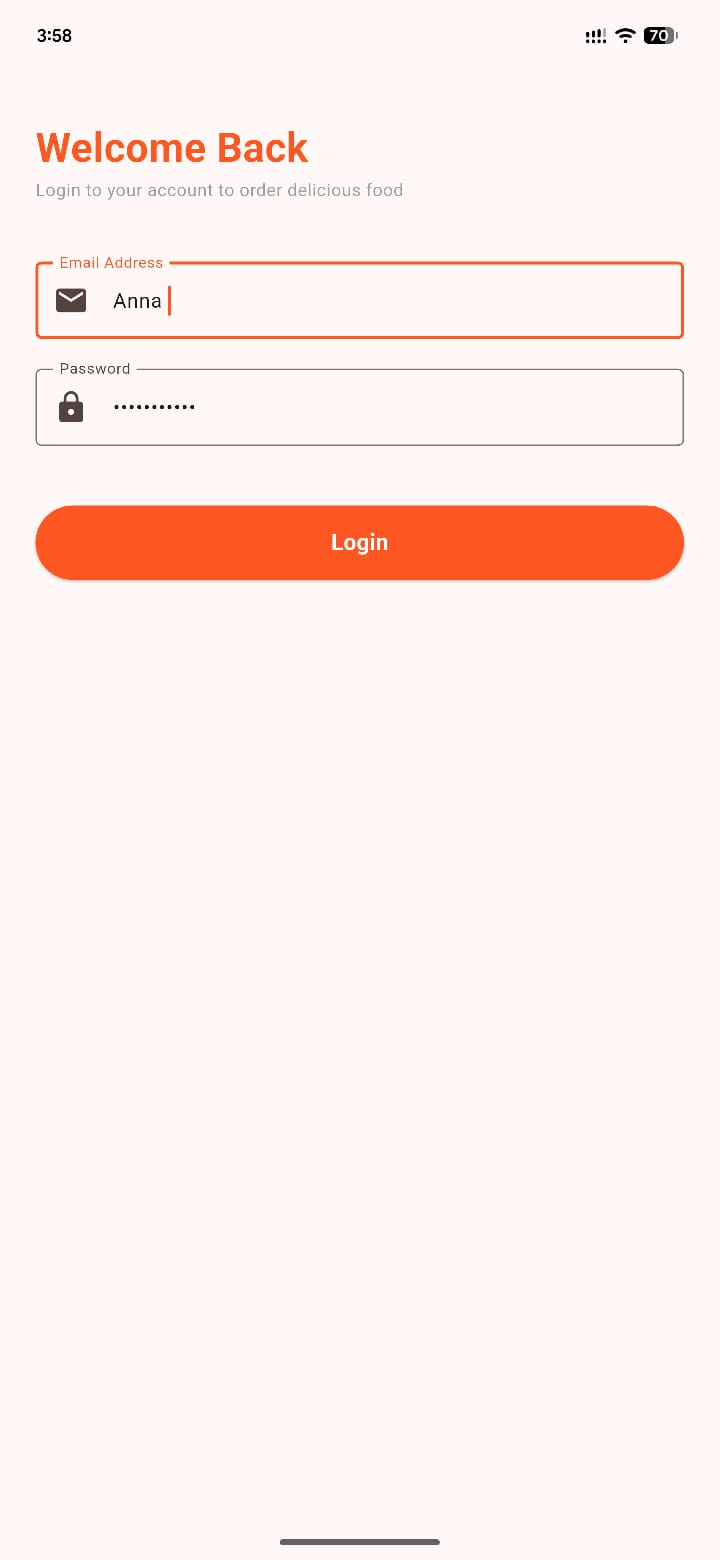 3:58
70
Welcome Back
Login to your account to order delicious food
Email Address
Anna
Password
•••••••••••
Login